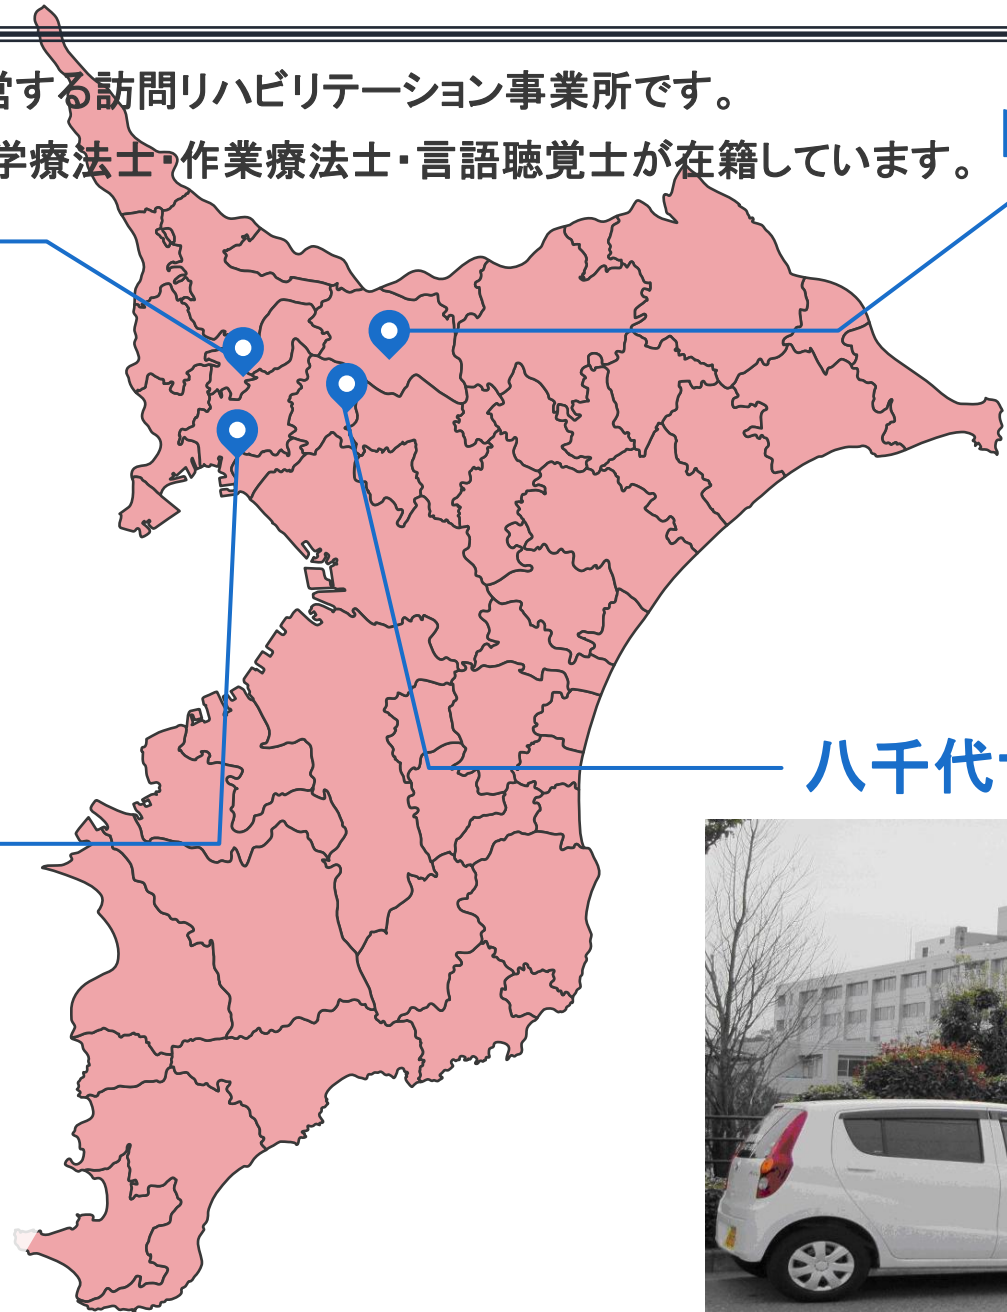 営する訪問リハビリテーション事業所です。
学療法士・作業療法士・言語聴覚士が在籍しています。
八千代